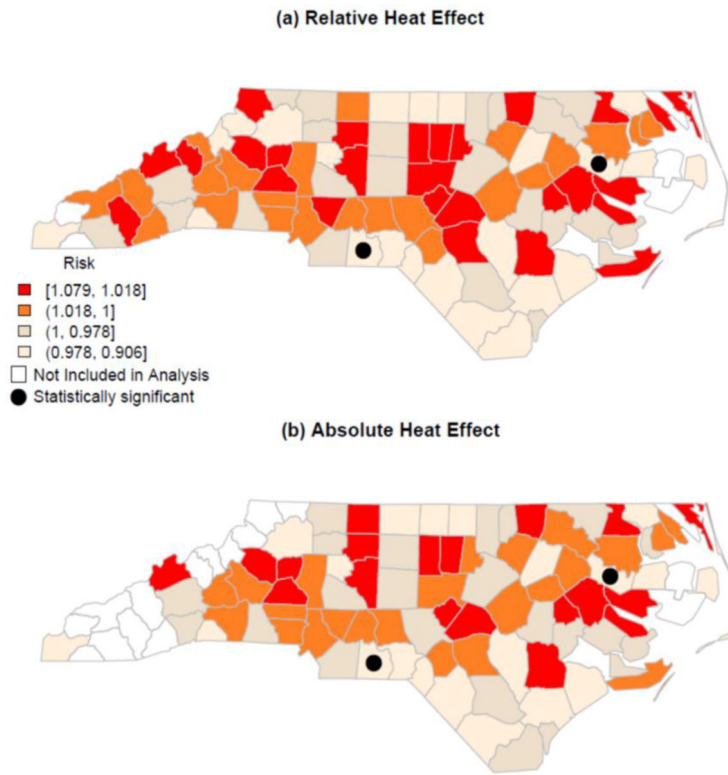 (a) Relative Heat Effect
Risk
[1.079, 1.018]
(1.018, 1]
(1, 0.978]
(0.978, 0.906]
Not Included in Analysis
Statistically significant
(b) Absolute Heat Effect